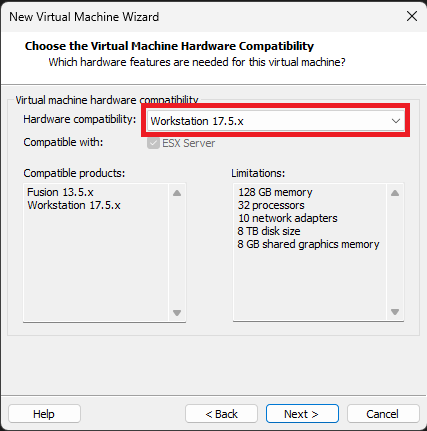 New Virtual Machine Wizard
Choose the Virtual Machine Hardware Compatibility
Which hardware features are needed for this virtual machine?
Virtual machine hardware compatibility
Hardware compatibility: Workstation 17.5.x
Compatible with: ESX Server
Compatible products:
Fusion 13.5.x
Workstation 17.5.x
Limitations:
128 GB memory
32 processors
10 network adapters
8 TB disk size
8 GB shared graphics memory
Help < Back Next > Cancel